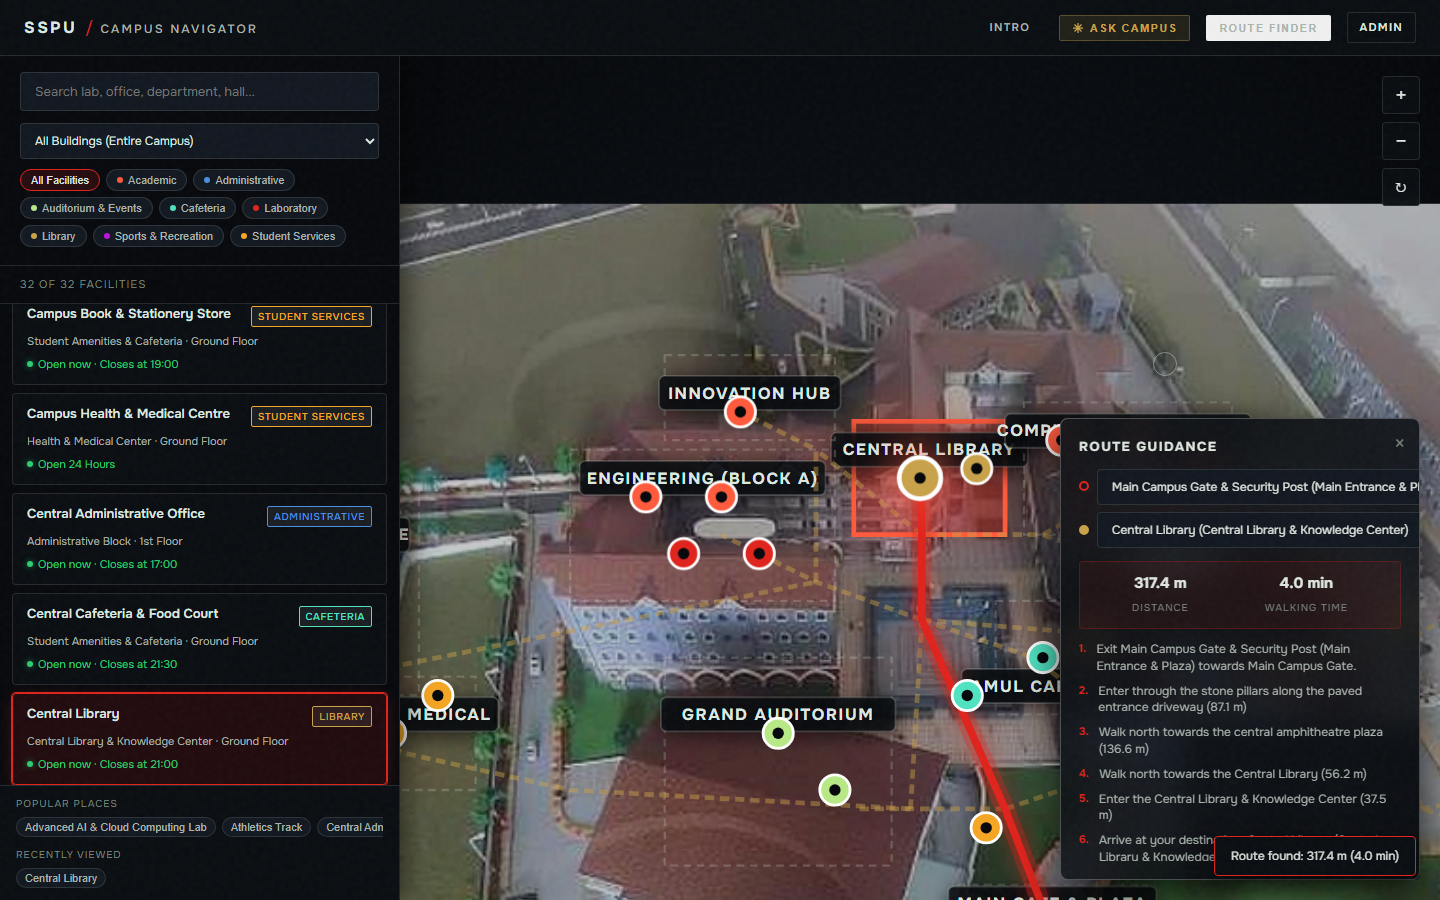 SSPU / CAMPUS NAVIGATOR
INTRO
ASK CAMPUS
ROUTE FINDER
ADMIN
Search lab, office, department, hall...
All Buildings (Entire Campus)
All Facilities
Academic
Administrative
Auditorium & Events
Cafeteria
Laboratory
Library
Sports & Recreation
Student Services
32 OF 32 FACILITIES
Campus Book & Stationery Store
STUDENT SERVICES
Student Amenities & Cafeteria · Ground Floor
Open now · Closes at 19:00
Campus Health & Medical Centre
STUDENT SERVICES
Health & Medical Center · Ground Floor
Open 24 Hours
Central Administrative Office
ADMINISTRATIVE
Administrative Block · 1st Floor
Open now · Closes at 17:00
Central Cafeteria & Food Court
CAFETERIA
Student Amenities & Cafeteria · Ground Floor
Open now · Closes at 21:30
Central Library
LIBRARY
Central Library & Knowledge Center · Ground Floor
Open now · Closes at 21:00
POPULAR PLACES
Advanced AI & Cloud Computing Lab
Athletics Track
Central Adn
RECENTLY VIEWED
Central Library
+
−
↻
INNOVATION HUB
CENTRAL LIBRARY
ENGINEERING (BLOCK A)
E
MEDICAL
GRAND AUDITORIUM
AMUL CA
MAIN GATE & PLAZA
ROUTE GUIDANCE
×
Main Campus Gate & Security Post (Main Entrance & Pl
Central Library (Central Library & Knowledge Center)
317.4 m
DISTANCE
4.0 min
WALKING TIME
1. Exit Main Campus Gate & Security Post (Main
Entrance & Plaza) towards Main Campus Gate.
2. Enter through the stone pillars along the paved
entrance driveway (87.1 m)
3. Walk north towards the central amphitheatre plaza
(136.6 m)
4. Walk north towards the Central Library (56.2 m)
5. Enter the Central Library & Knowledge Center (37.5
m)
6. Arrive at your destin
Library & Knowledge
Route found: 317.4 m (4.0 min)